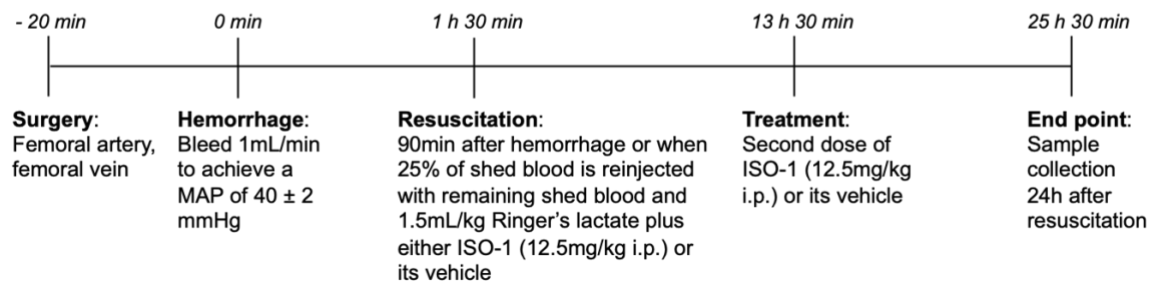 - 20 min
0 min
1 h 30 min
13 h 30 min
25 h 30 min
Surgery:
Femoral artery,
femoral vein
Hemorrhage:
Bleed 1mL/min
to achieve a
MAP of 40 ± 2
mmHg
Resuscitation:
90min after hemorrhage or when
25% of shed blood is reinjected
with remaining shed blood and
1.5mL/kg Ringer's lactate plus
either ISO-1 (12.5mg/kg i.p.) or
its vehicle
Treatment:
Second dose of
ISO-1 (12.5mg/kg
i.p.) or its vehicle
End point:
Sample
collection
24h after
resuscitation